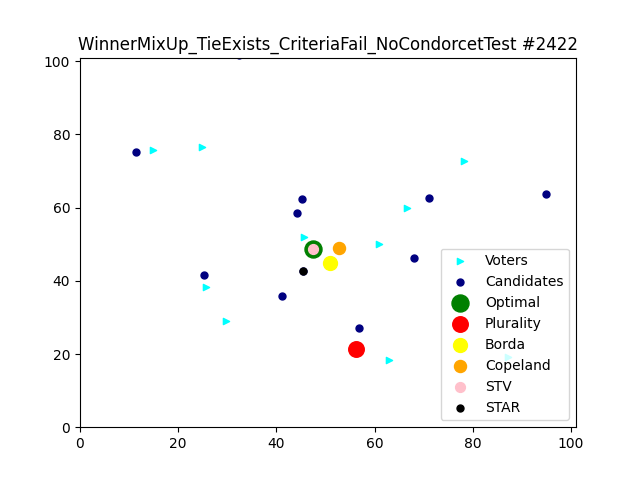 WinnerMixUp_TieExists_CriteriaFail_NoCondorcetTest #2422
100
80
60
40
20
0
0 20 40 60 80 100
Voters
Candidates
Optimal
Plurality
Borda
Copeland
STV
STAR